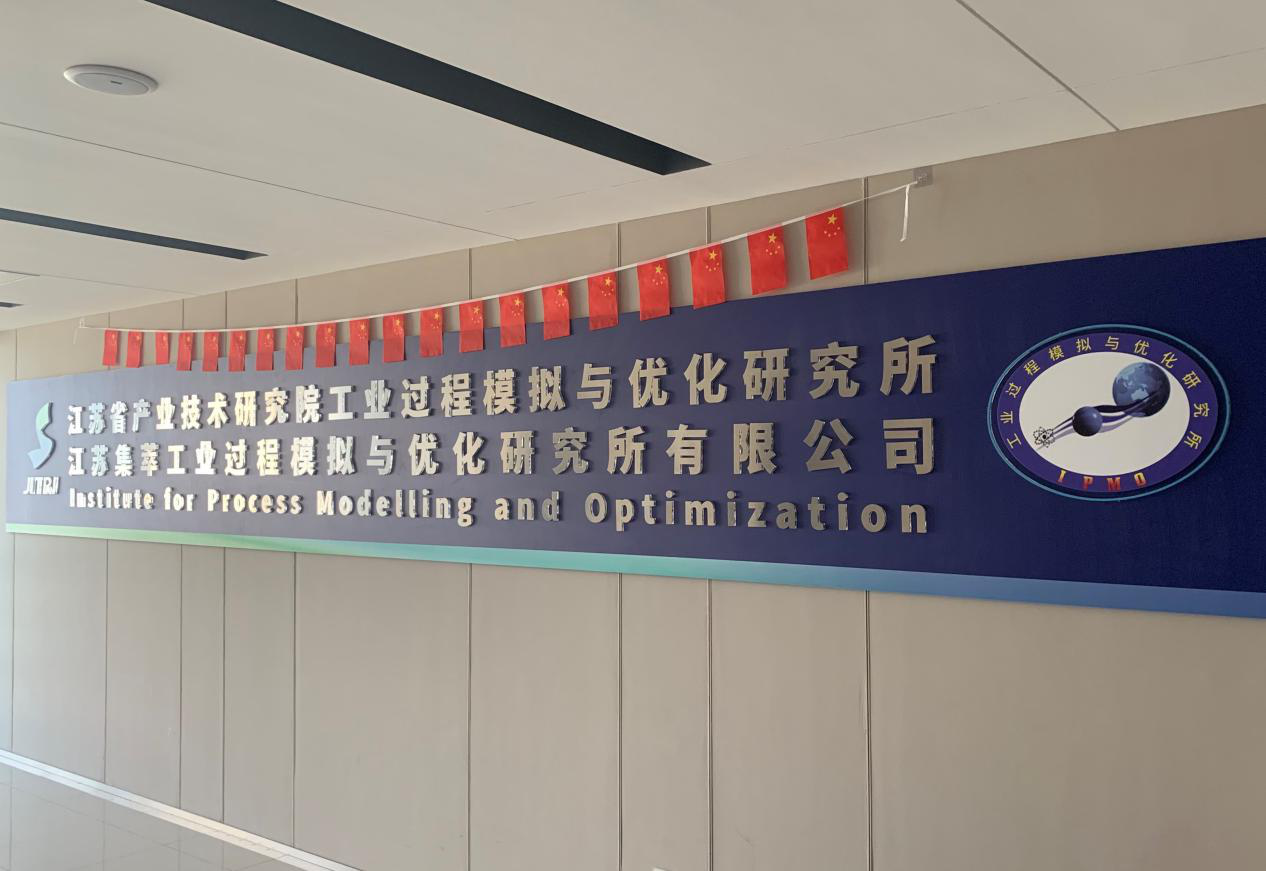 江苏省产业技术研究院工业过程模拟与优化研究所
江苏集萃工业过程模拟与优化研究所有限公司
Institute for Process Modelling and Optimization
JITRI
工业过程模拟与优化研究所
IPMO